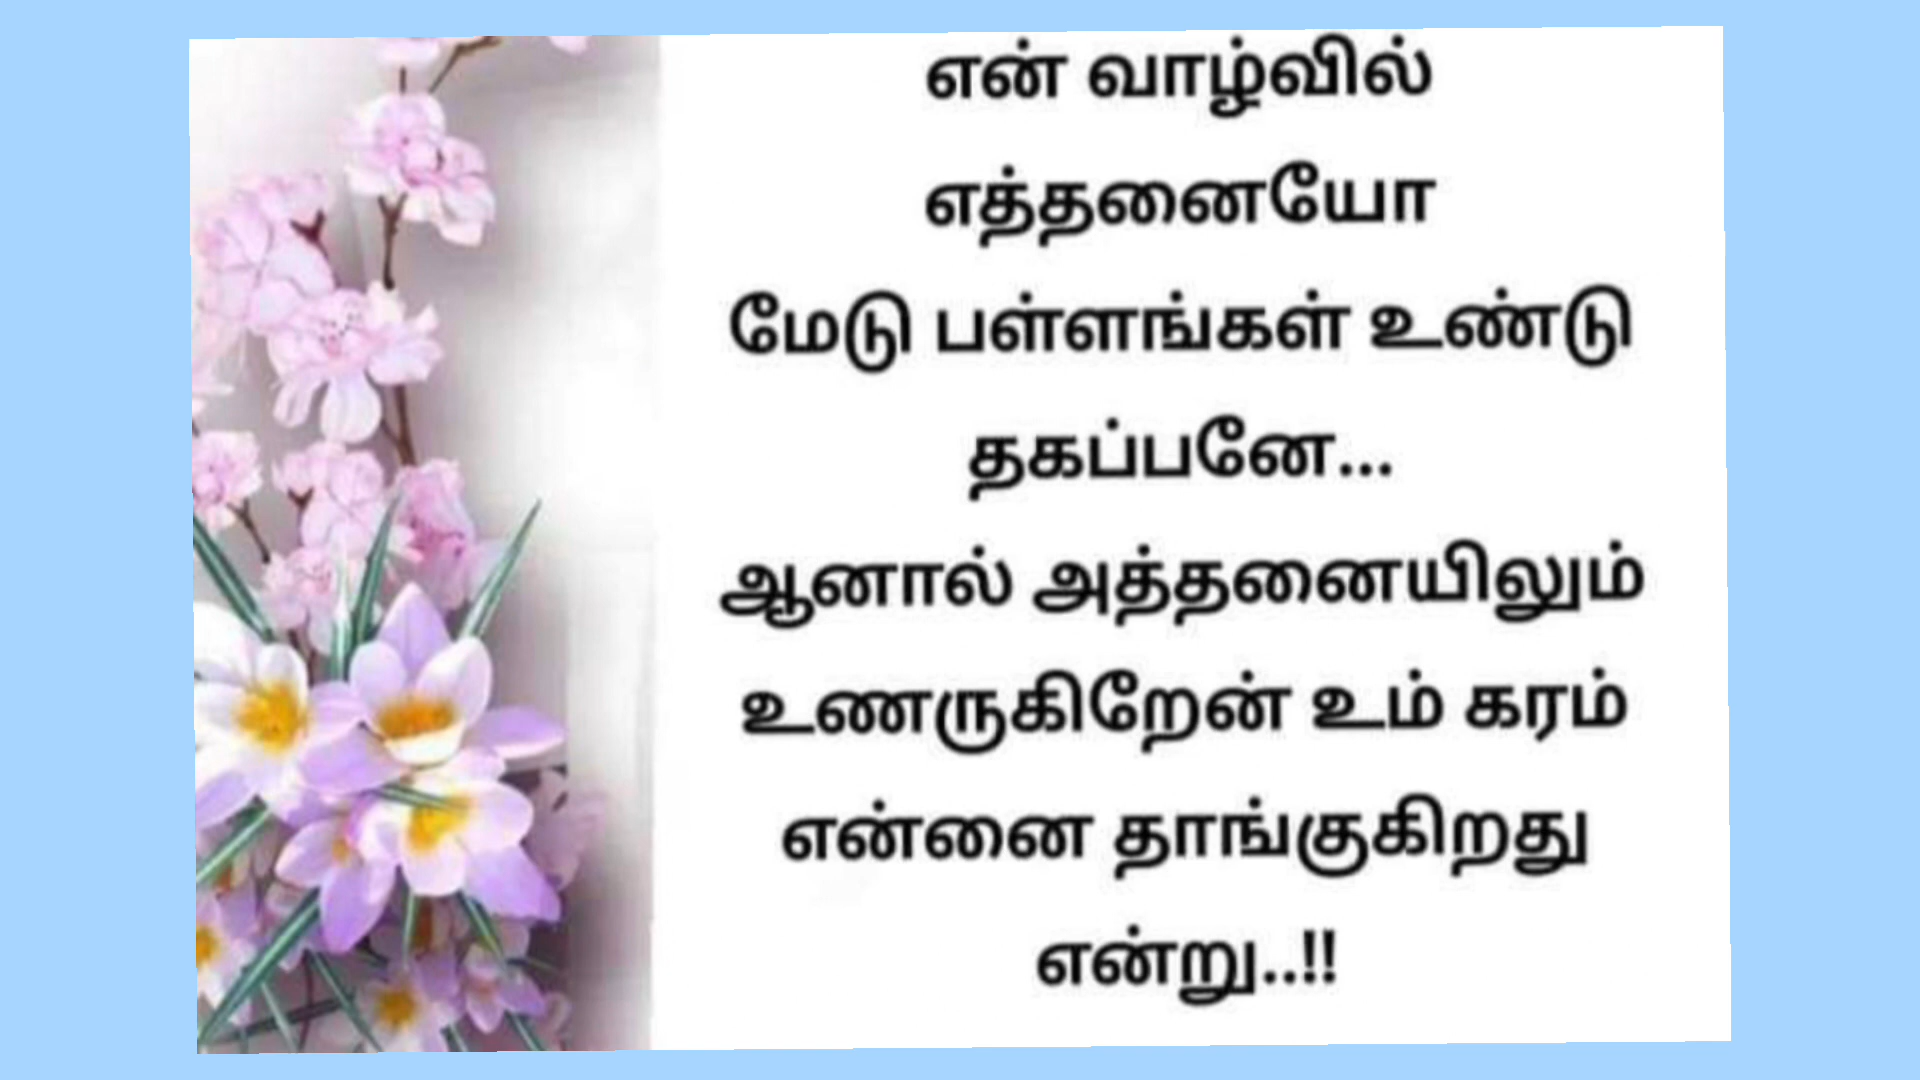 என் வாழ்வில்
எத்தனையோ
மேடு பள்ளங்கள் உண்டு
தகப்பனே...
ஆனால் அத்தனையிலும்
உணருகிறேன் உம் கரம்
என்னை தாங்குகிறது
என்று..!!